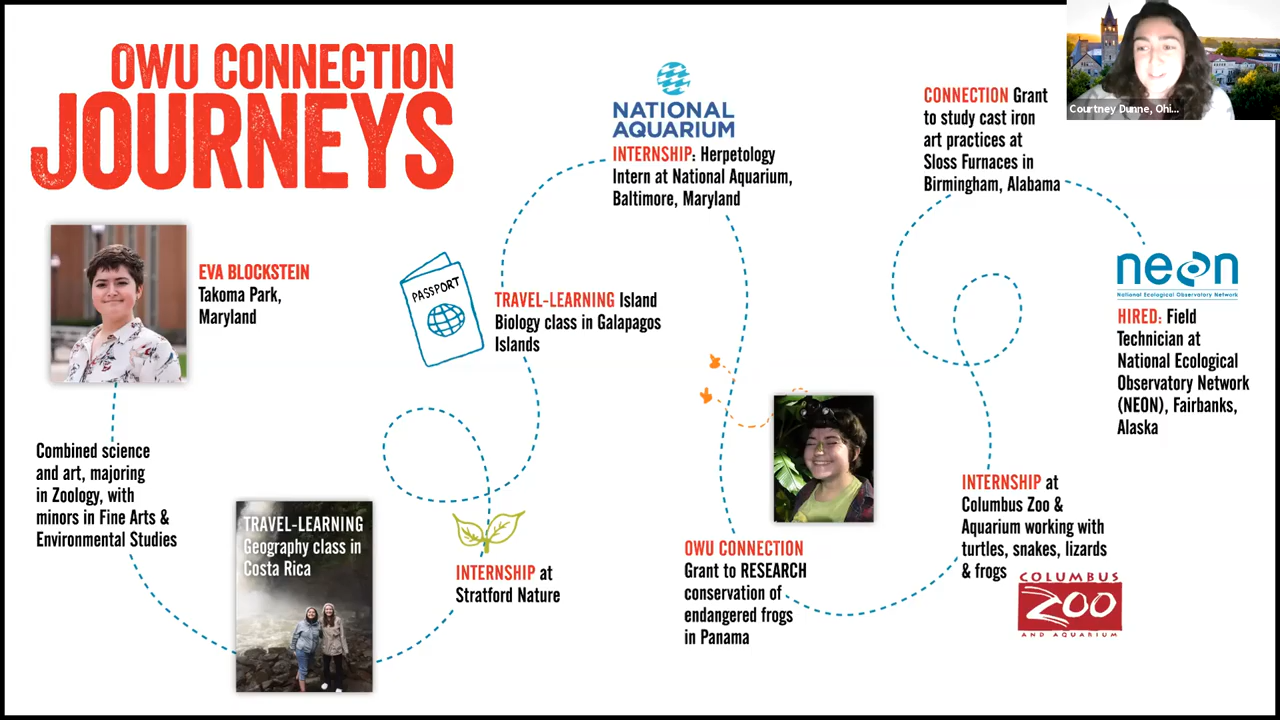 OWU CONNECTION
JOURNEYS
EVA BLOCKSTEIN
Takoma Park,
Maryland
Combined science
and art, majoring
in Zoology, with
minors in Fine Arts &
Environmental Studies
TRAVEL-LEARNING
Geography class in
Costa Rica
INTERNSHIP at
Stratford Nature
PASSPORT
TRAVEL-LEARNING Island
Biology class in Galapagos
Islands
NATIONAL
AQUARIUM
INTERNSHIP: Herpetology
Intern at National Aquarium,
Baltimore, Maryland
OWU CONNECTION
Grant to RESEARCH
conservation of
endangered frogs
in Panama
INTERNSHIP at
Columbus Zoo &
Aquarium working with
turtles, snakes, lizards
& frogs
COLUMBUS
ZOO
AND AQUARIUM
CONNECTION Grant
to study cast iron
art practices at
Sloss Furnaces in
Birmingham, Alabama
neon
National Ecological Observatory Network
HIRED: Field
Technician at
National Ecological
Observatory Network
(NEON), Fairbanks,
Alaska
Courtney Dunne, Ohi...